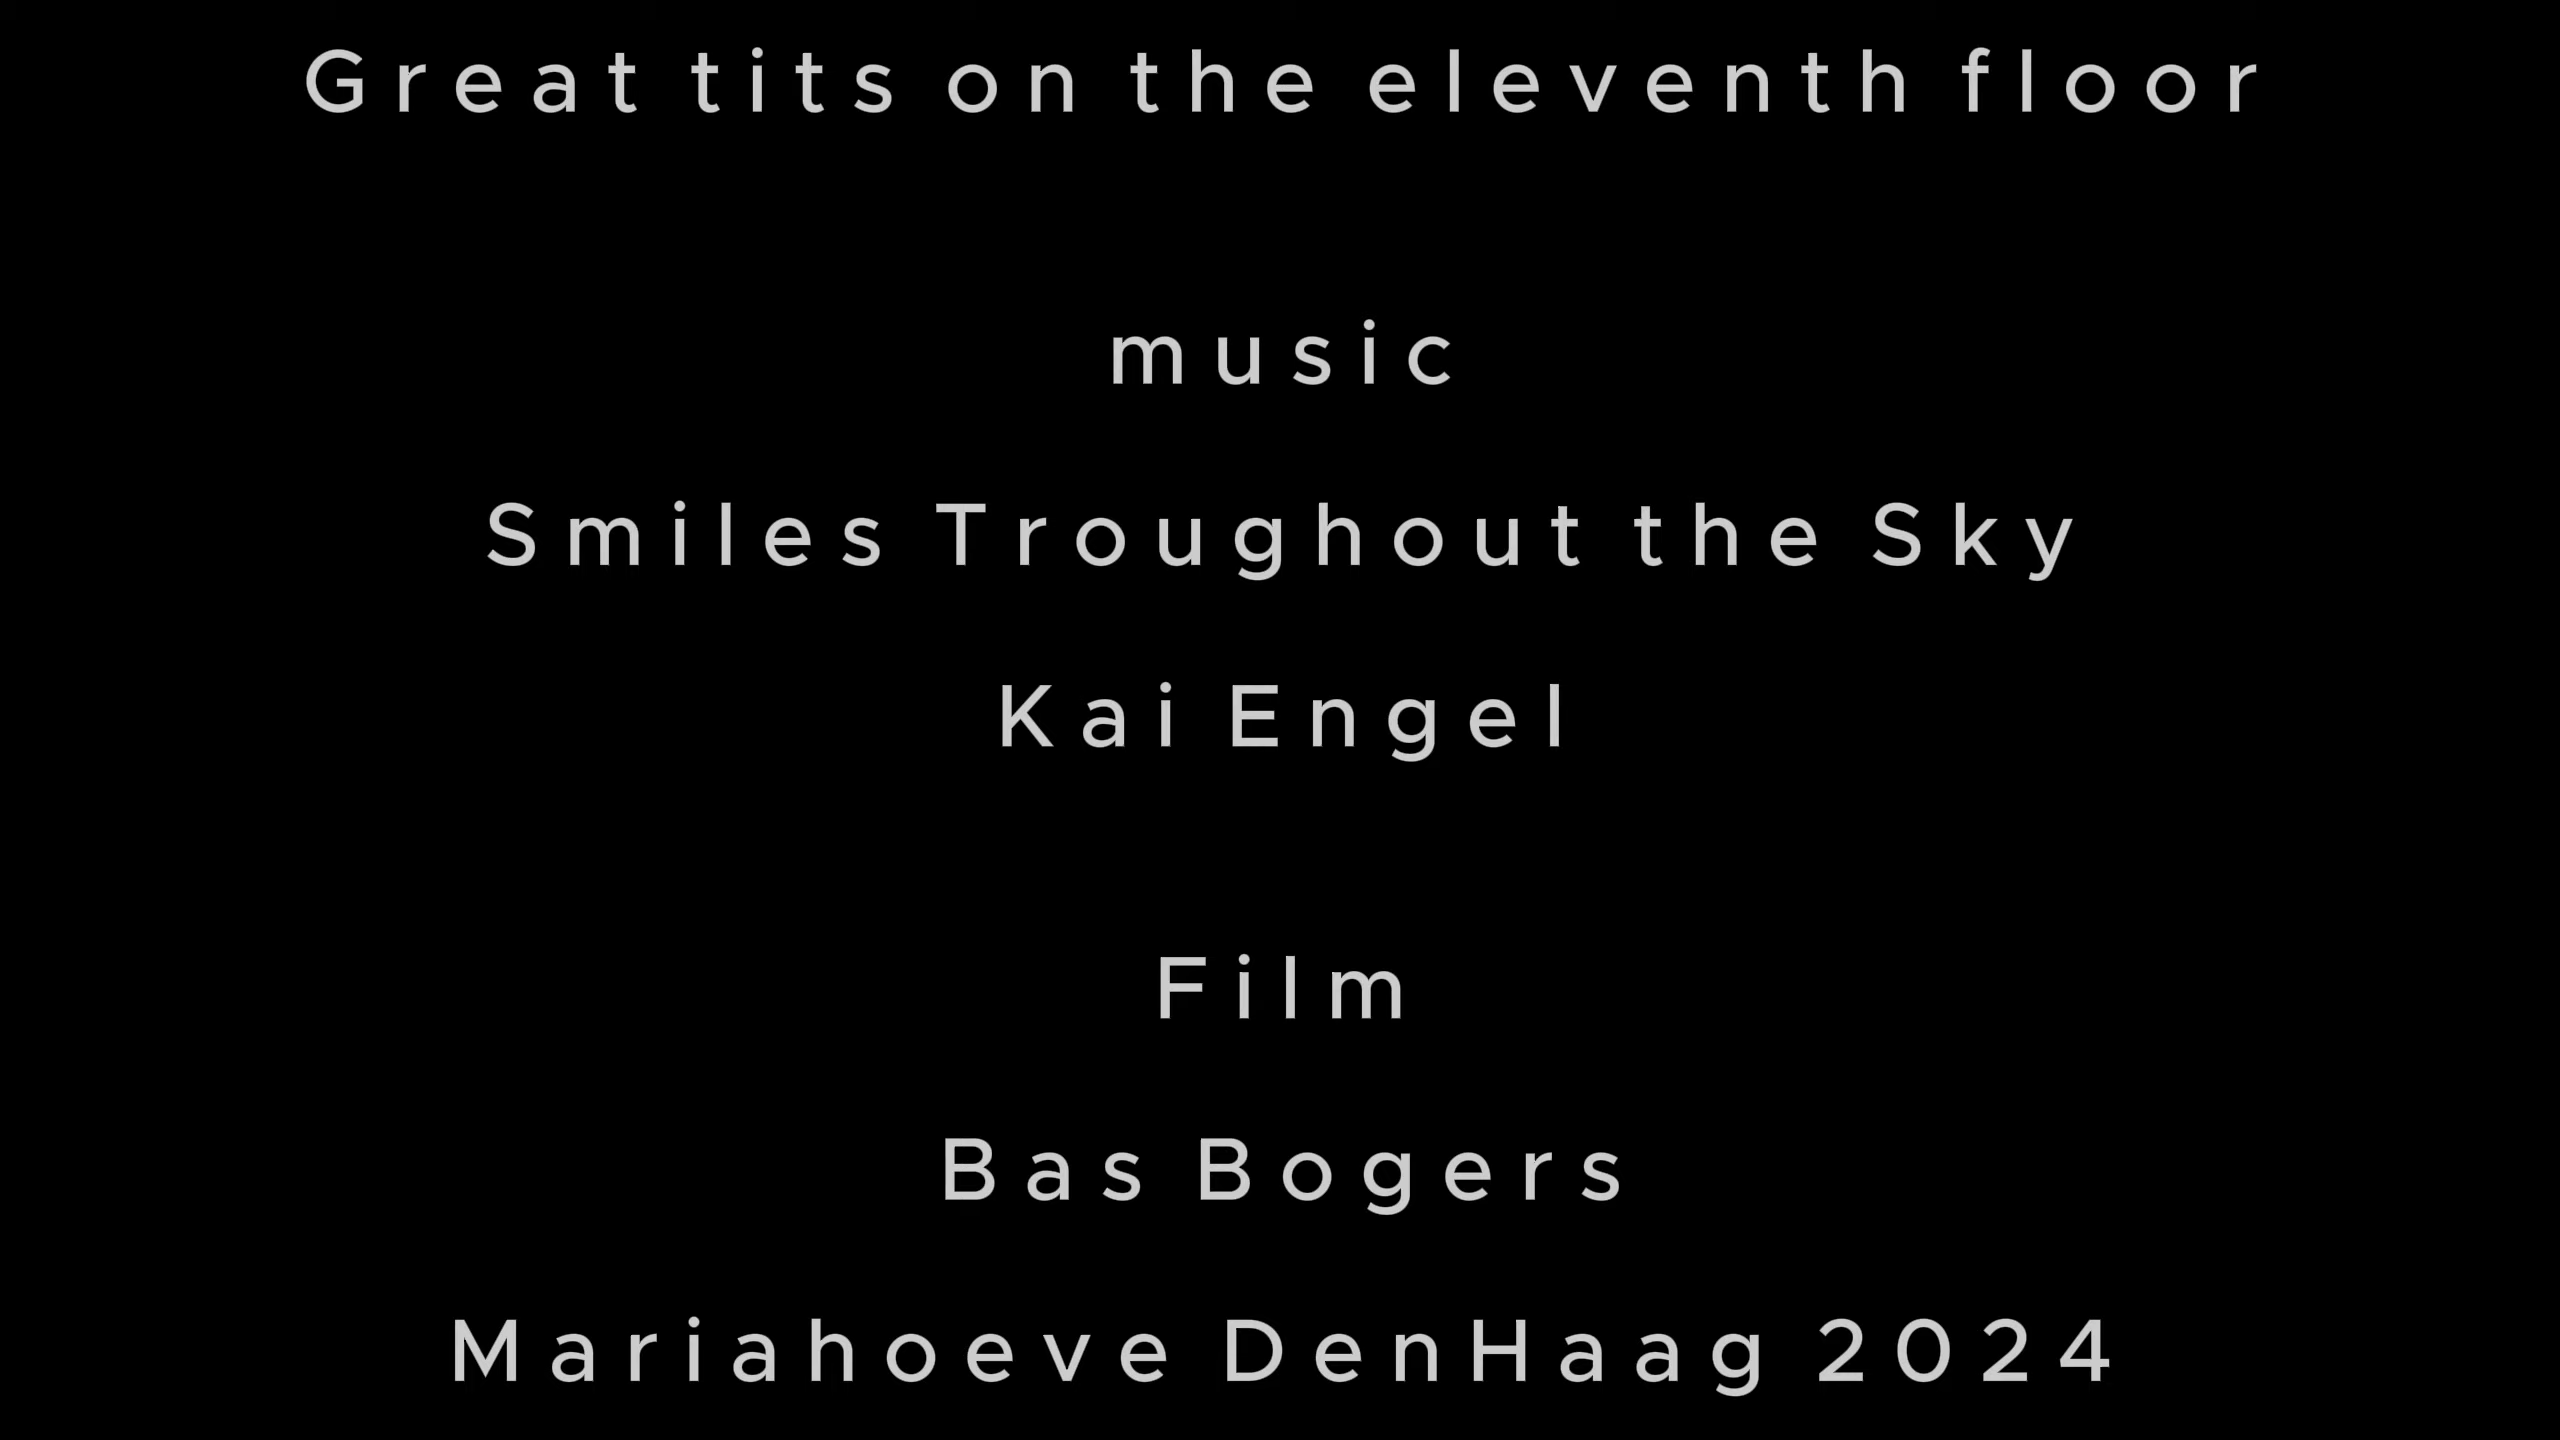 Great tits on the eleventh floor
music
Smiles Troughout the Sky
Kai Engel
Film
Bas Bogers
Mariahoeve DenHaag 2024